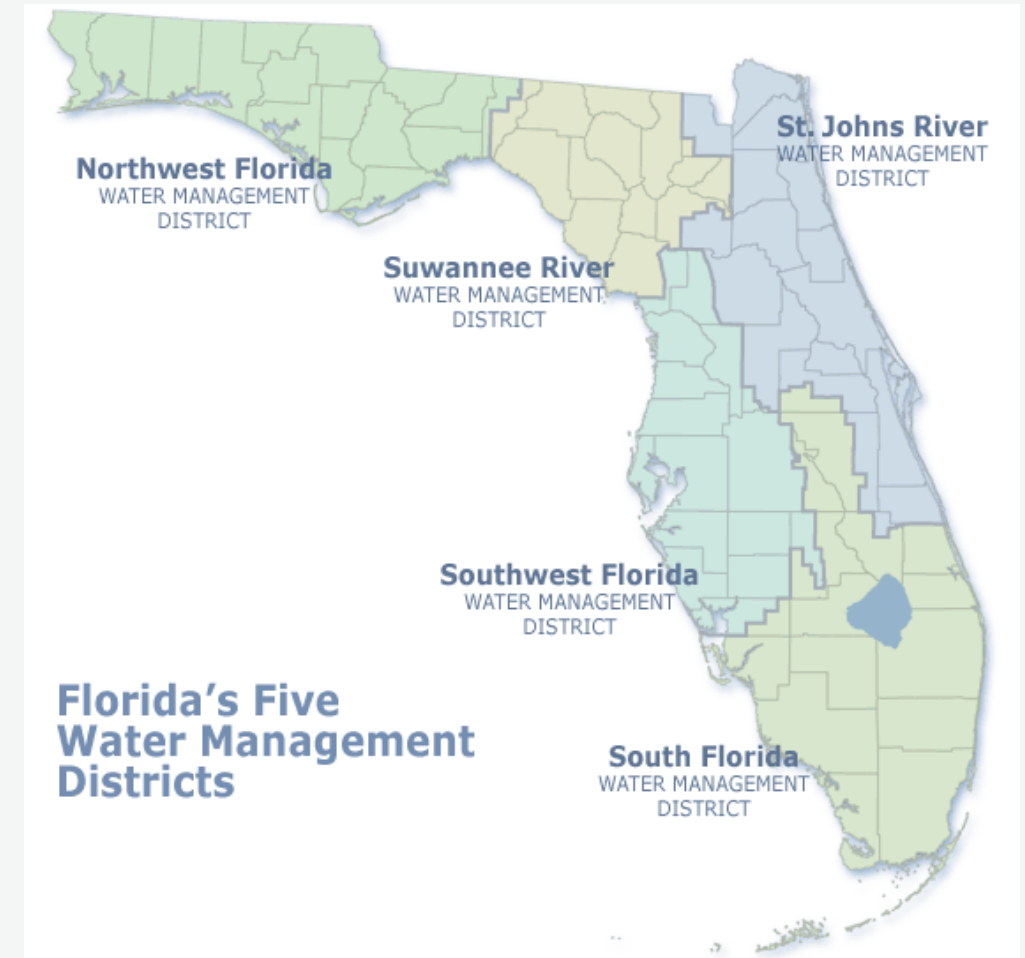 St. Johns River
WATER MANAGEMENT
DISTRICT
Northwest Florida
WATER MANAGEMENT
DISTRICT
Suwannee River
WATER MANAGEMENT
DISTRICT
Southwest Florida
WATER MANAGEMENT
DISTRICT
Florida’s Five
Water Management
Districts
South Florida
WATER MANAGEMENT
DISTRICT